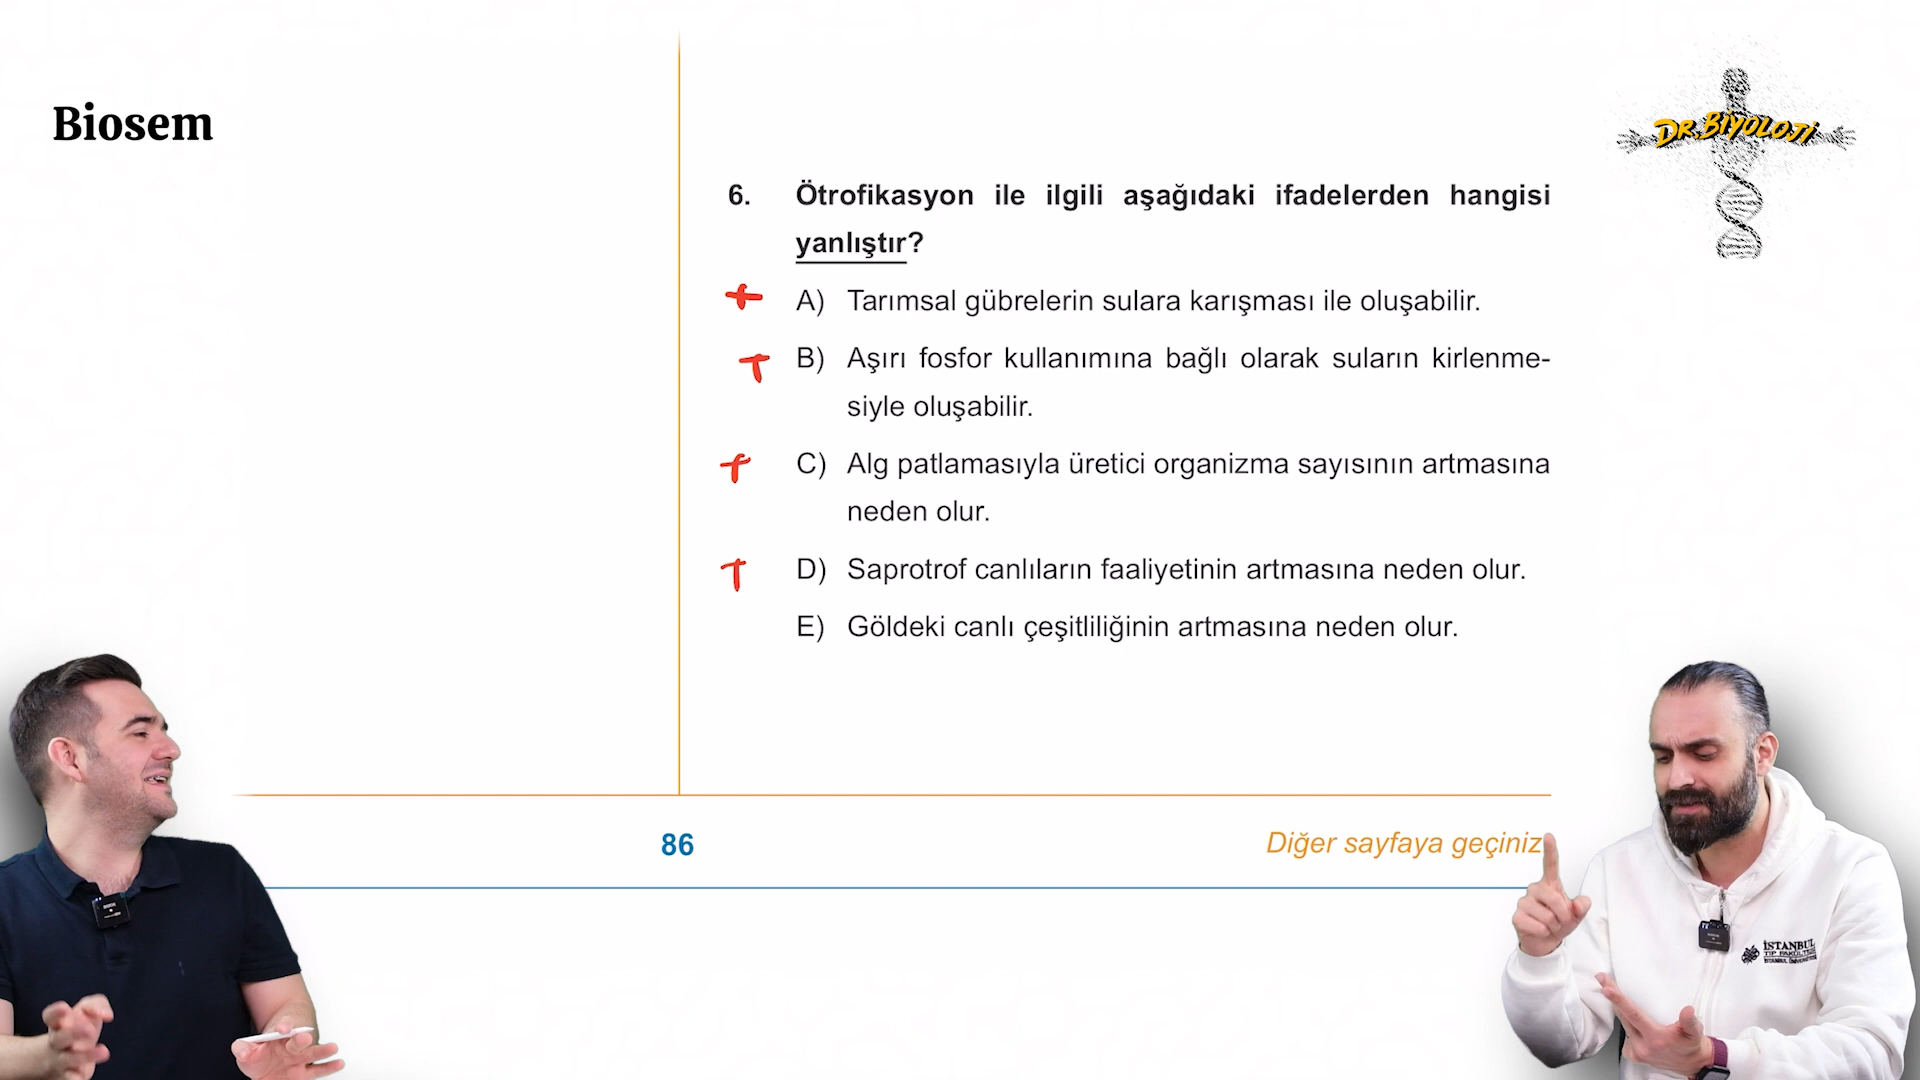 Biosem
DR.BİYOLOJİ
6. Ötrofikasyon ile ilgili aşağıdaki ifadelerden hangisi
yanlıştır?
+ A) Tarımsal gübrelerin sulara karışması ile oluşabilir.
B) Aşırı fosfor kullanımına bağlı olarak suların kirlenme-
siyle oluşabilir.
C) Alg patlamasıyla üretici organizma sayısının artmasına
neden olur.
D) Saprotrof canlıların faaliyetinin artmasına neden olur.
E) Göldeki canlı çeşitliliğinin artmasına neden olur.
86
Diğer sayfaya geçiniz
İSTANBUL
TIP FAKÜLTESİ